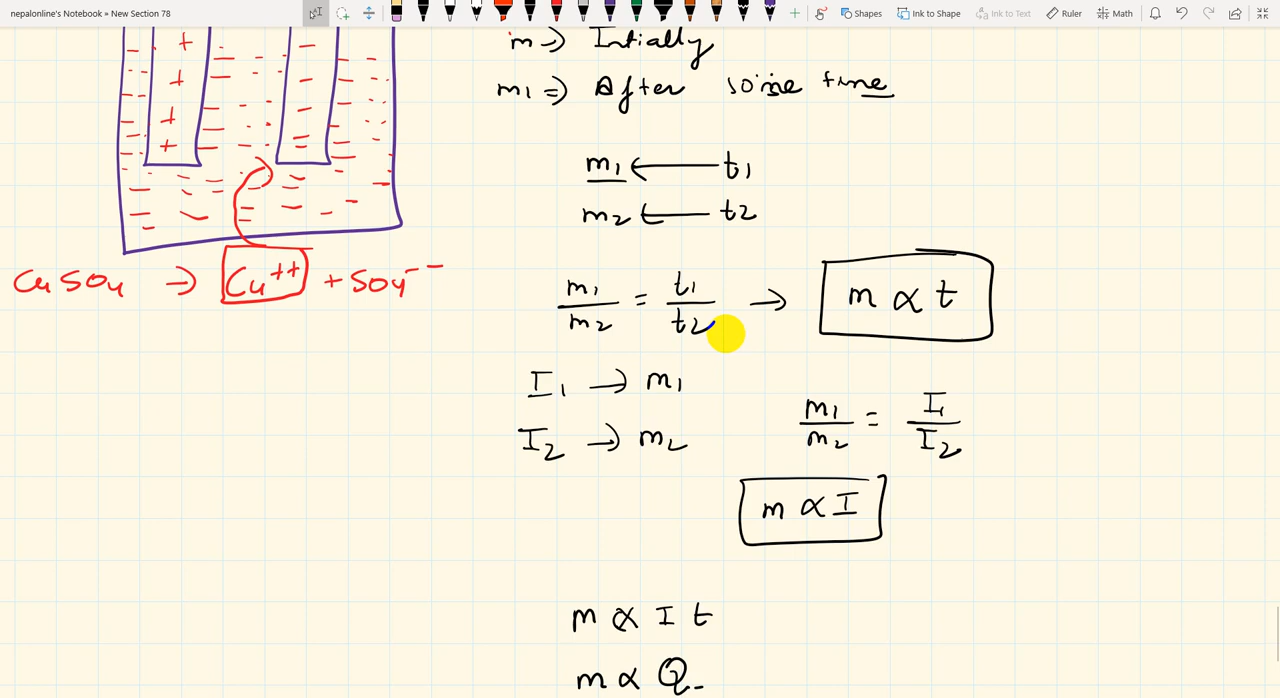 nepalonline's Notebook » New Section 78
Shapes
Ink to Shape
Ink to Text
Ruler
Math
m => Intially
m1 => After some time
m1 ← t1
m2 ← t2
CuSO4 → Cu++ + SO4--
m1/m2 = t1/t2 → m ∝ t
I1 → m1
I2 → m2
m1/m2 = I1/I2
m ∝ I
m ∝ I t
m ∝ Q